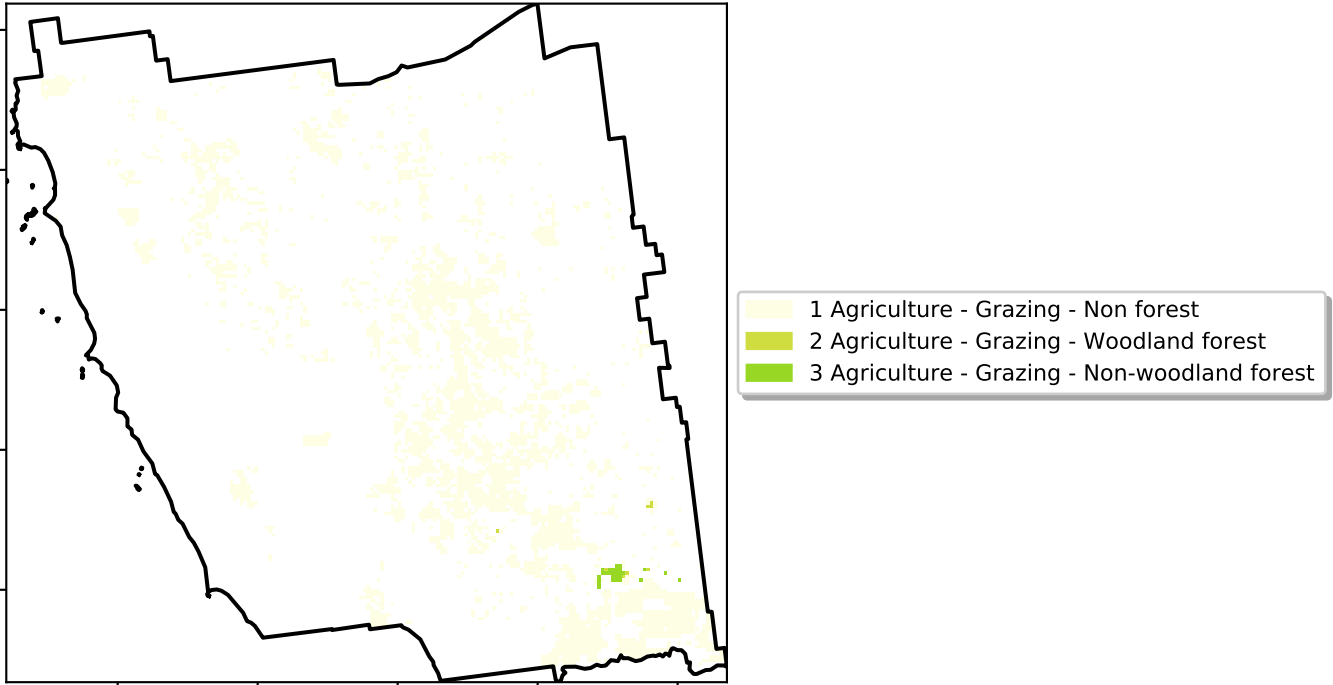 1 Agriculture - Grazing - Non forest
2 Agriculture - Grazing - Woodland forest
3 Agriculture - Grazing - Non-woodland forest